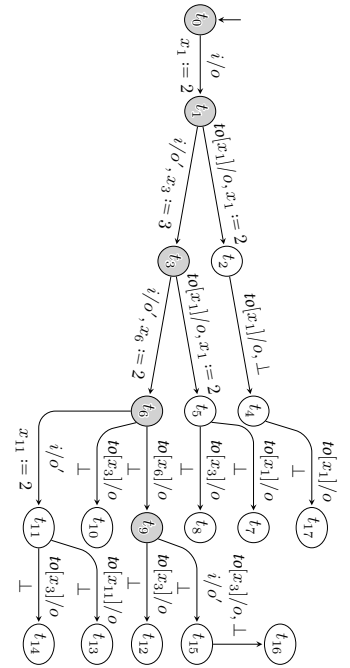 t₀
i/o
x₁ := 2
t₁
to[x₁]/o, x₁ := 2
i/o′, x₃ := 3
t₂
t₃
to[x₁]/o, ⊥
to[x₁]/o, x₁ := 2
i/o′, x₆ := 2
t₄
t₅
t₆
to[x₁]/o
⊥
to[x₁]/o
⊥
to[x₃]/o
⊥
to[x₆]/o
⊥
to[x₃]/o
⊥
i/o′
x₁₁ := 2
t₁₇
t₇
t₈
t₉
t₁₀
t₁₁
to[x₃]/o, ⊥
i/o′
⊥
to[x₃]/o
⊥
to[x₁₁]/o
⊥
to[x₃]/o
⊥
t₁₆
t₁₅
t₁₂
t₁₃
t₁₄